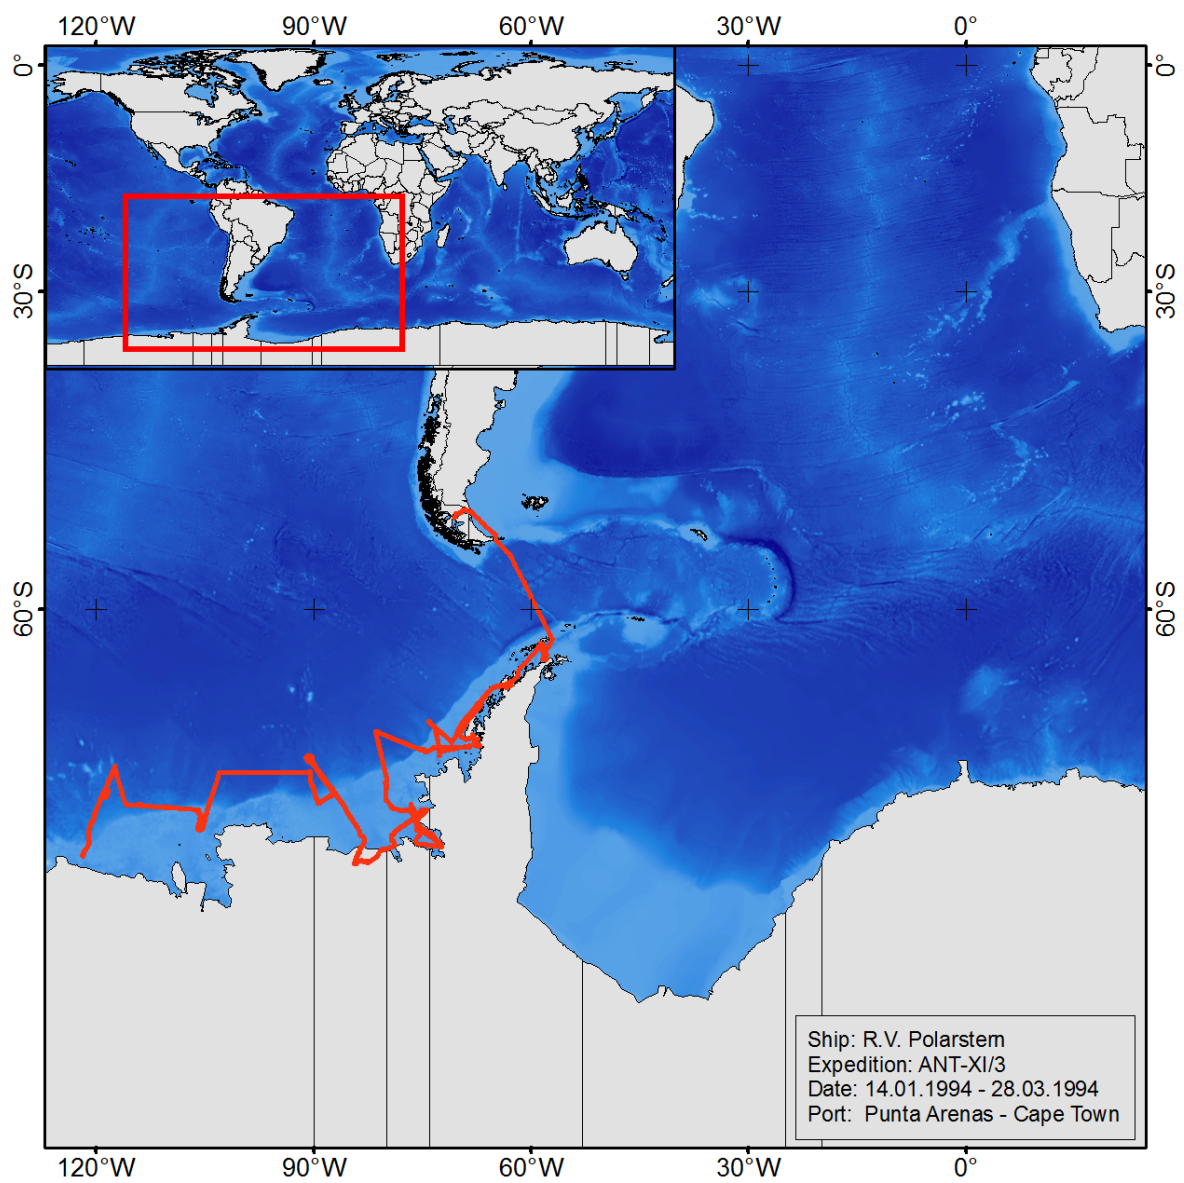 120°W 90°W 60°W 30°W 0°
0° 0°
30°S 30°S
60°S 60°S
Ship: R.V. Polarstern
Expedition: ANT-XI/3
Date: 14.01.1994 - 28.03.1994
Port: Punta Arenas - Cape Town
120°W 90°W 60°W 30°W 0°